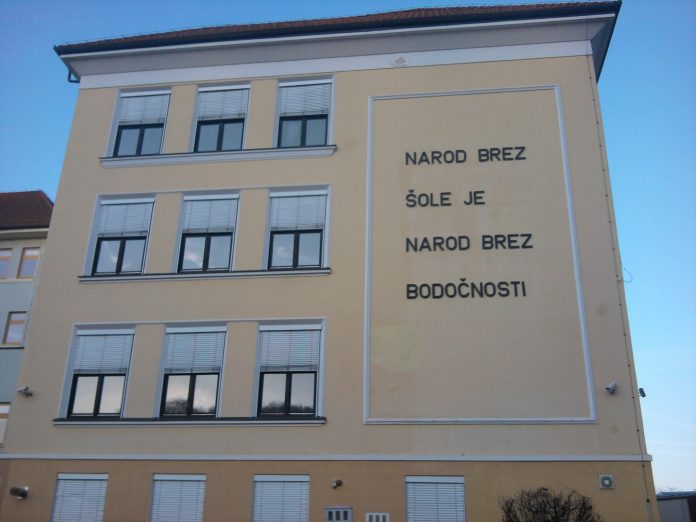 NAROD BREZ
ŠOLE JE
NAROD BREZ
BODOČNOSTI